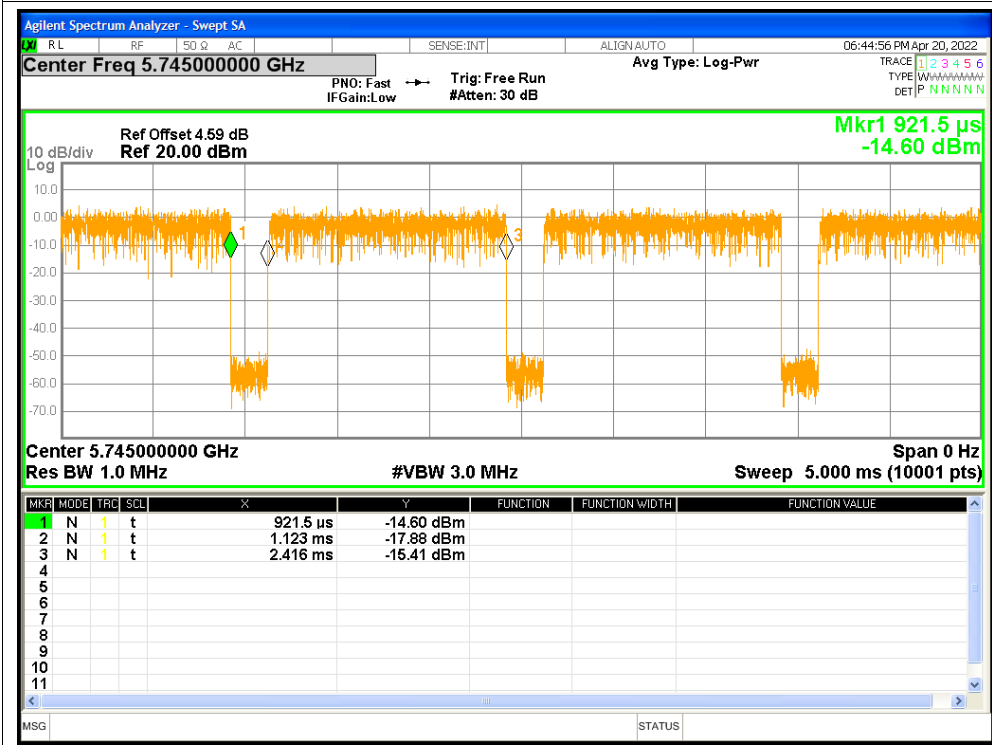 Agilent Spectrum Analyzer - Swept SA
LXI RL RF 50 Ω AC SENSE:INT ALIGN AUTO 06:44:56 PM Apr 20, 2022
Center Freq 5.745000000 GHz Avg Type: Log-Pwr TRACE 1 2 3 4 5 6
PNO: Fast Trig: Free Run TYPE WWWWWW
IFGain:Low #Atten: 30 dB DET P N N N N N
Mkr1 921.5 µs
Ref Offset 4.59 dB
10 dB/div Ref 20.00 dBm -14.60 dBm
Log
10.0
0.00
-10.0
-20.0
-30.0
-40.0
-50.0
-60.0
-70.0
1
3
Center 5.745000000 GHz Span 0 Hz
Res BW 1.0 MHz #VBW 3.0 MHz Sweep 5.000 ms (10001 pts)
MKR MODE TRC SCL X Y FUNCTION FUNCTION WIDTH FUNCTION VALUE
1 N 1 t 921.5 µs -14.60 dBm
2 N 1 t 1.123 ms -17.88 dBm
3 N 1 t 2.416 ms -15.41 dBm
4
5
6
7
8
9
10
11
MSG STATUS